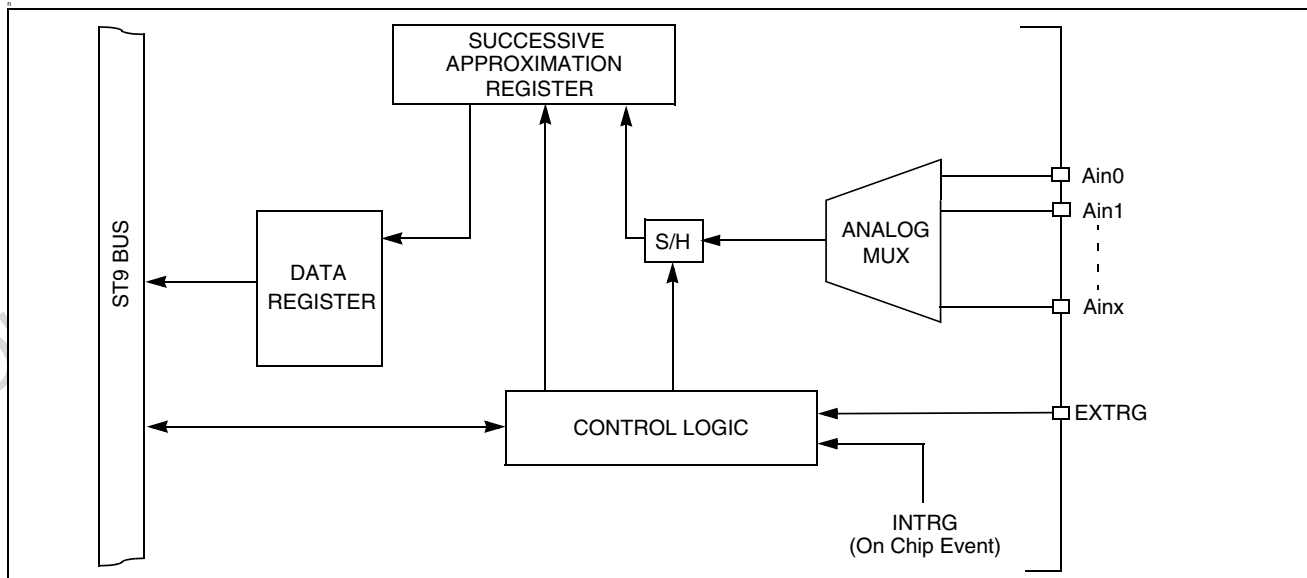 n
SUCCESSIVE
APPROXIMATION
REGISTER
Ain0
Ain1
Ainx
ANALOG
MUX
S/H
ST9 BUS
DATA
REGISTER
CONTROL LOGIC
EXTRG
INTRG
(On Chip Event)